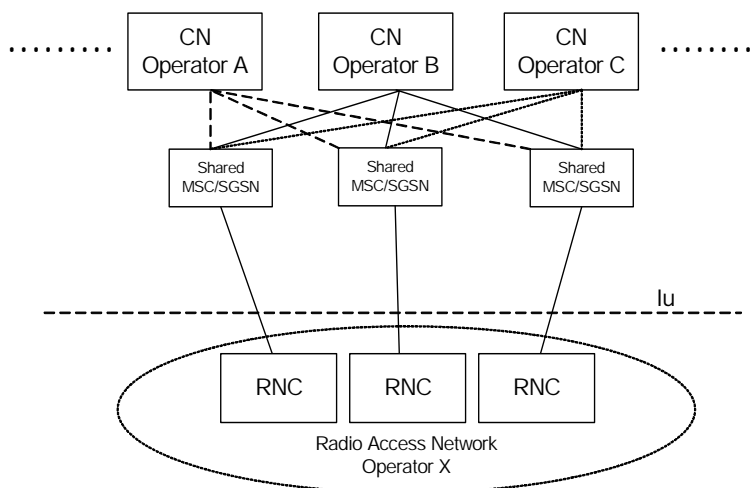 CN
Operator A
CN
Operator B
CN
Operator C
Shared
MSC/SGSN
Shared
MSC/SGSN
Shared
MSC/SGSN
Iu
RNC
RNC
RNC
Radio Access Network
Operator X